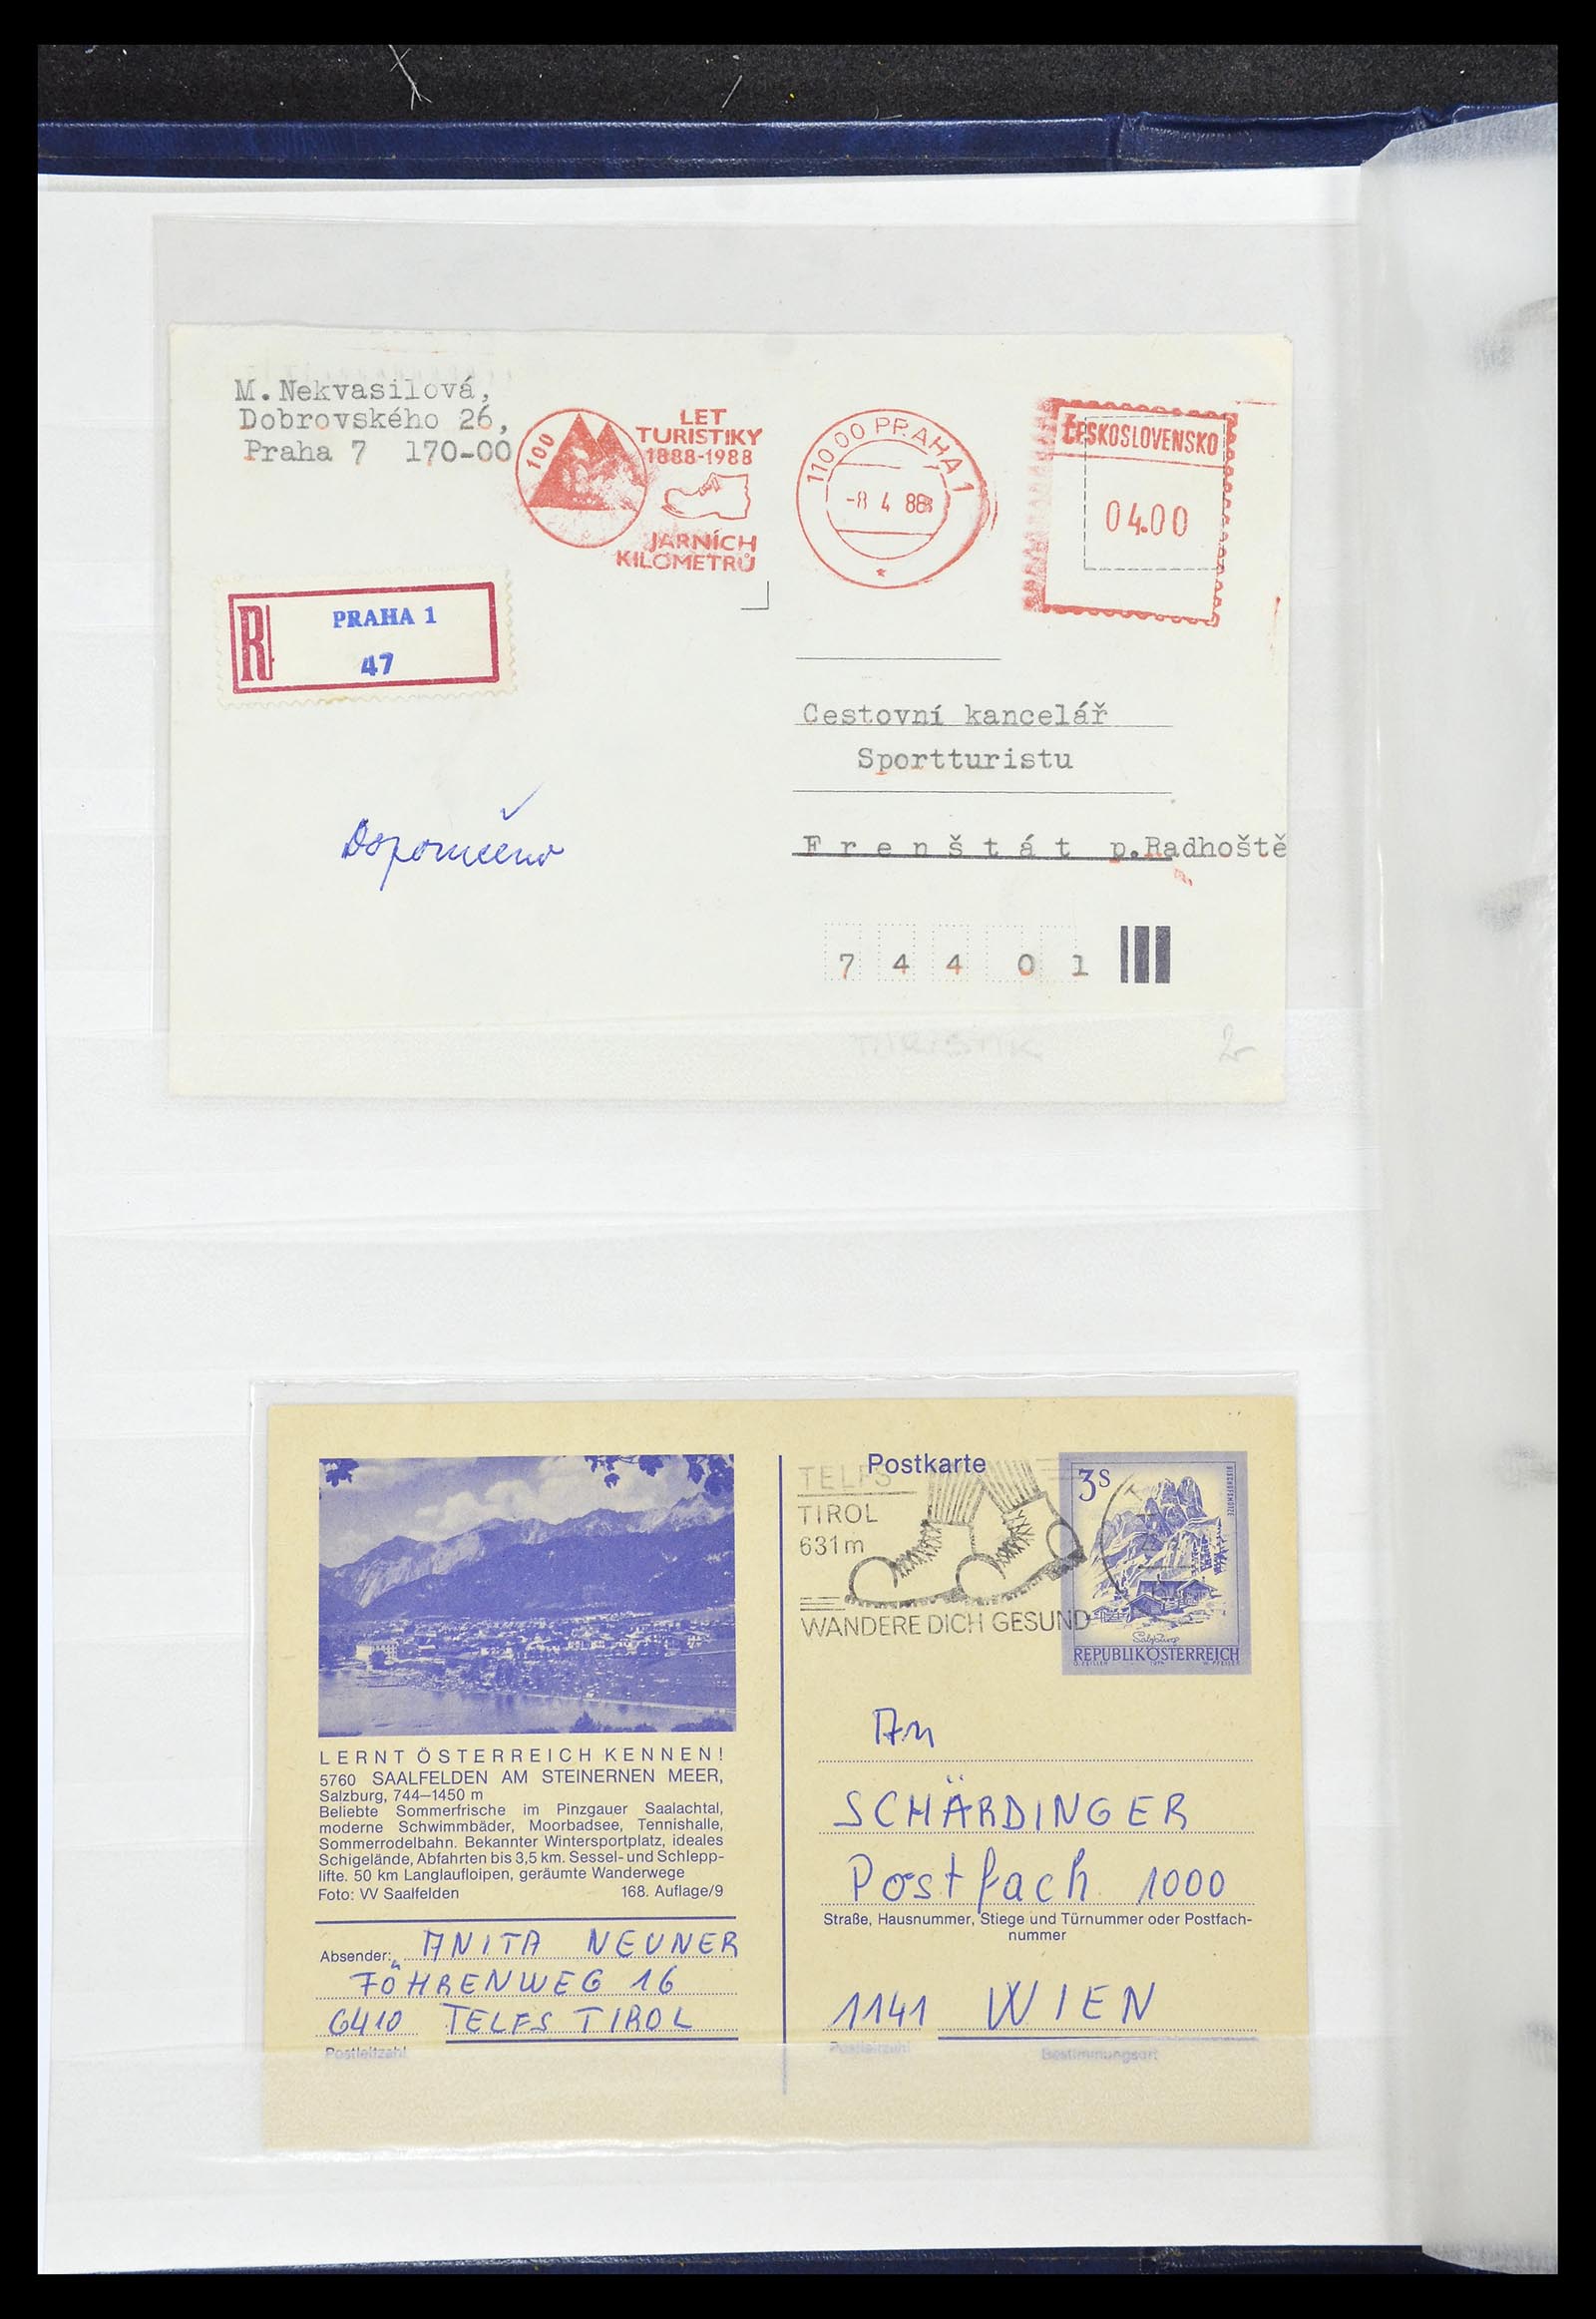 M. Nekvasilová,
Dobrovského 26,
Praha 7 170-00
100
LET
TURISTIKY
1888-1988
JARNÍCH
KILOMETRŮ
110 00 PRAHA 1
-8 4 88
ČESKOSLOVENSKO
04.00
R
PRAHA 1
47
Cestovní kancelář
Sportturistu
Doporučeno
F r e n š t á t p.Radhoště
7 4 4 0 1
TURISTIK
2-
Postkarte
TELFS
TIROL
631m
WANDERE DICH GESUND
3S
BISCHOFSMÜTZE
Salzburg
REPUBLIK ÖSTERREICH
LERNT ÖSTERREICH KENNEN!
5760 SAALFELDEN AM STEINERNEN MEER,
Salzburg, 744—1450 m
Beliebte Sommerfrische im Pinzgauer Saalachtal,
moderne Schwimmbäder, Moorbadsee, Tennishalle,
Sommerrodelbahn. Bekannter Wintersportplatz, ideales
Schigelände, Abfahrten bis 3,5 km. Sessel- und Schlepp-
lifte. 50 km Langlaufloipen, geräumte Wanderwege
Foto: VV Saalfelden 168. Auflage/9
Absender: ANITA NEUNER
FÖHRENWEG 16
6410 TELFS TIROL
Postleitzahl
An
SCHÄRDINGER
Postfach 1000
Straße, Hausnummer, Stiege und Türnummer oder Postfach-
nummer
1141 WIEN
Postleitzahl Bestimmungsort